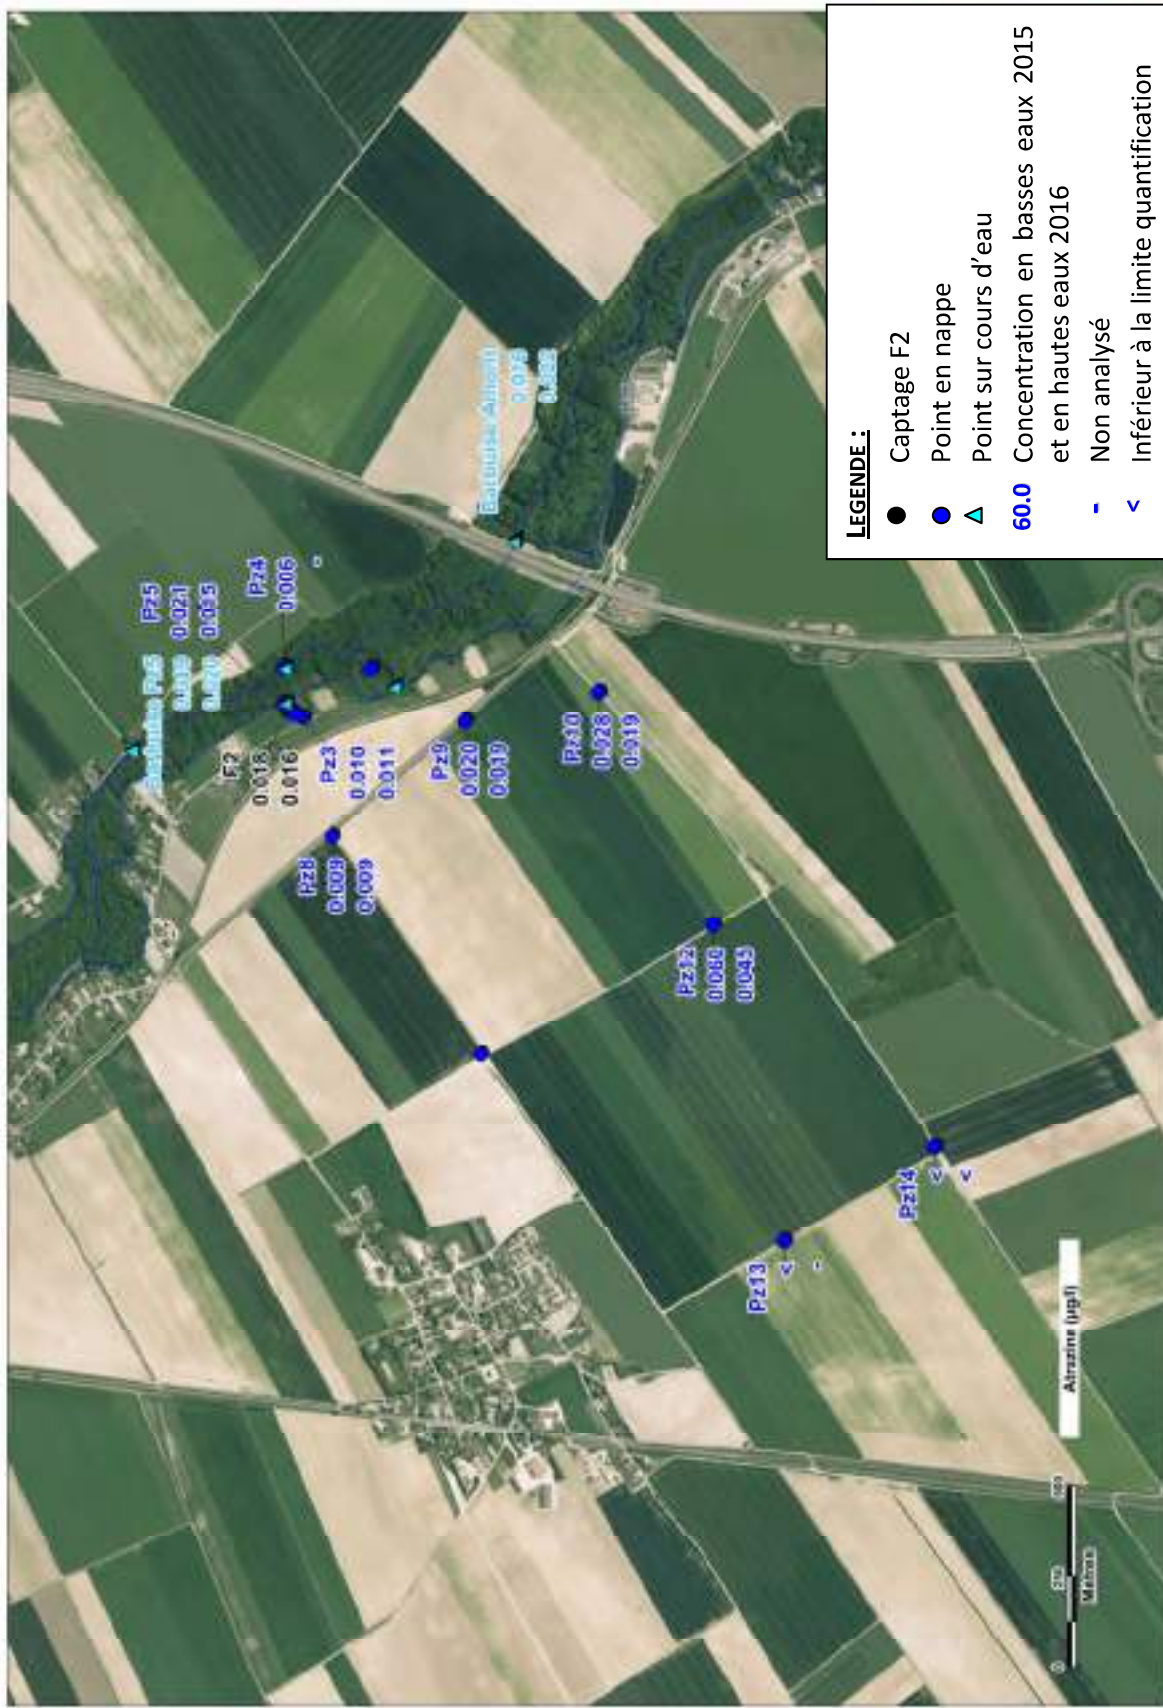 Pz5
0.021
0.035
Pz4
0.006
-
F2
0.018
0.016
Pz3
0.010
0.011
Pz8
0.009
0.009
Pz9
0.020
0.019
Pz10
0.028
0.019
Pz12
0.060
0.045
Pz13
<
-
Pz14
<
<
Amont
Atrazine (µg/l)
0
Mètres
LEGENDE :
Captage F2
Point en nappe
Point sur cours d’eau
60.0 Concentration en basses eaux 2015
et en hautes eaux 2016
- Non analysé
< Inférieur à la limite quantification